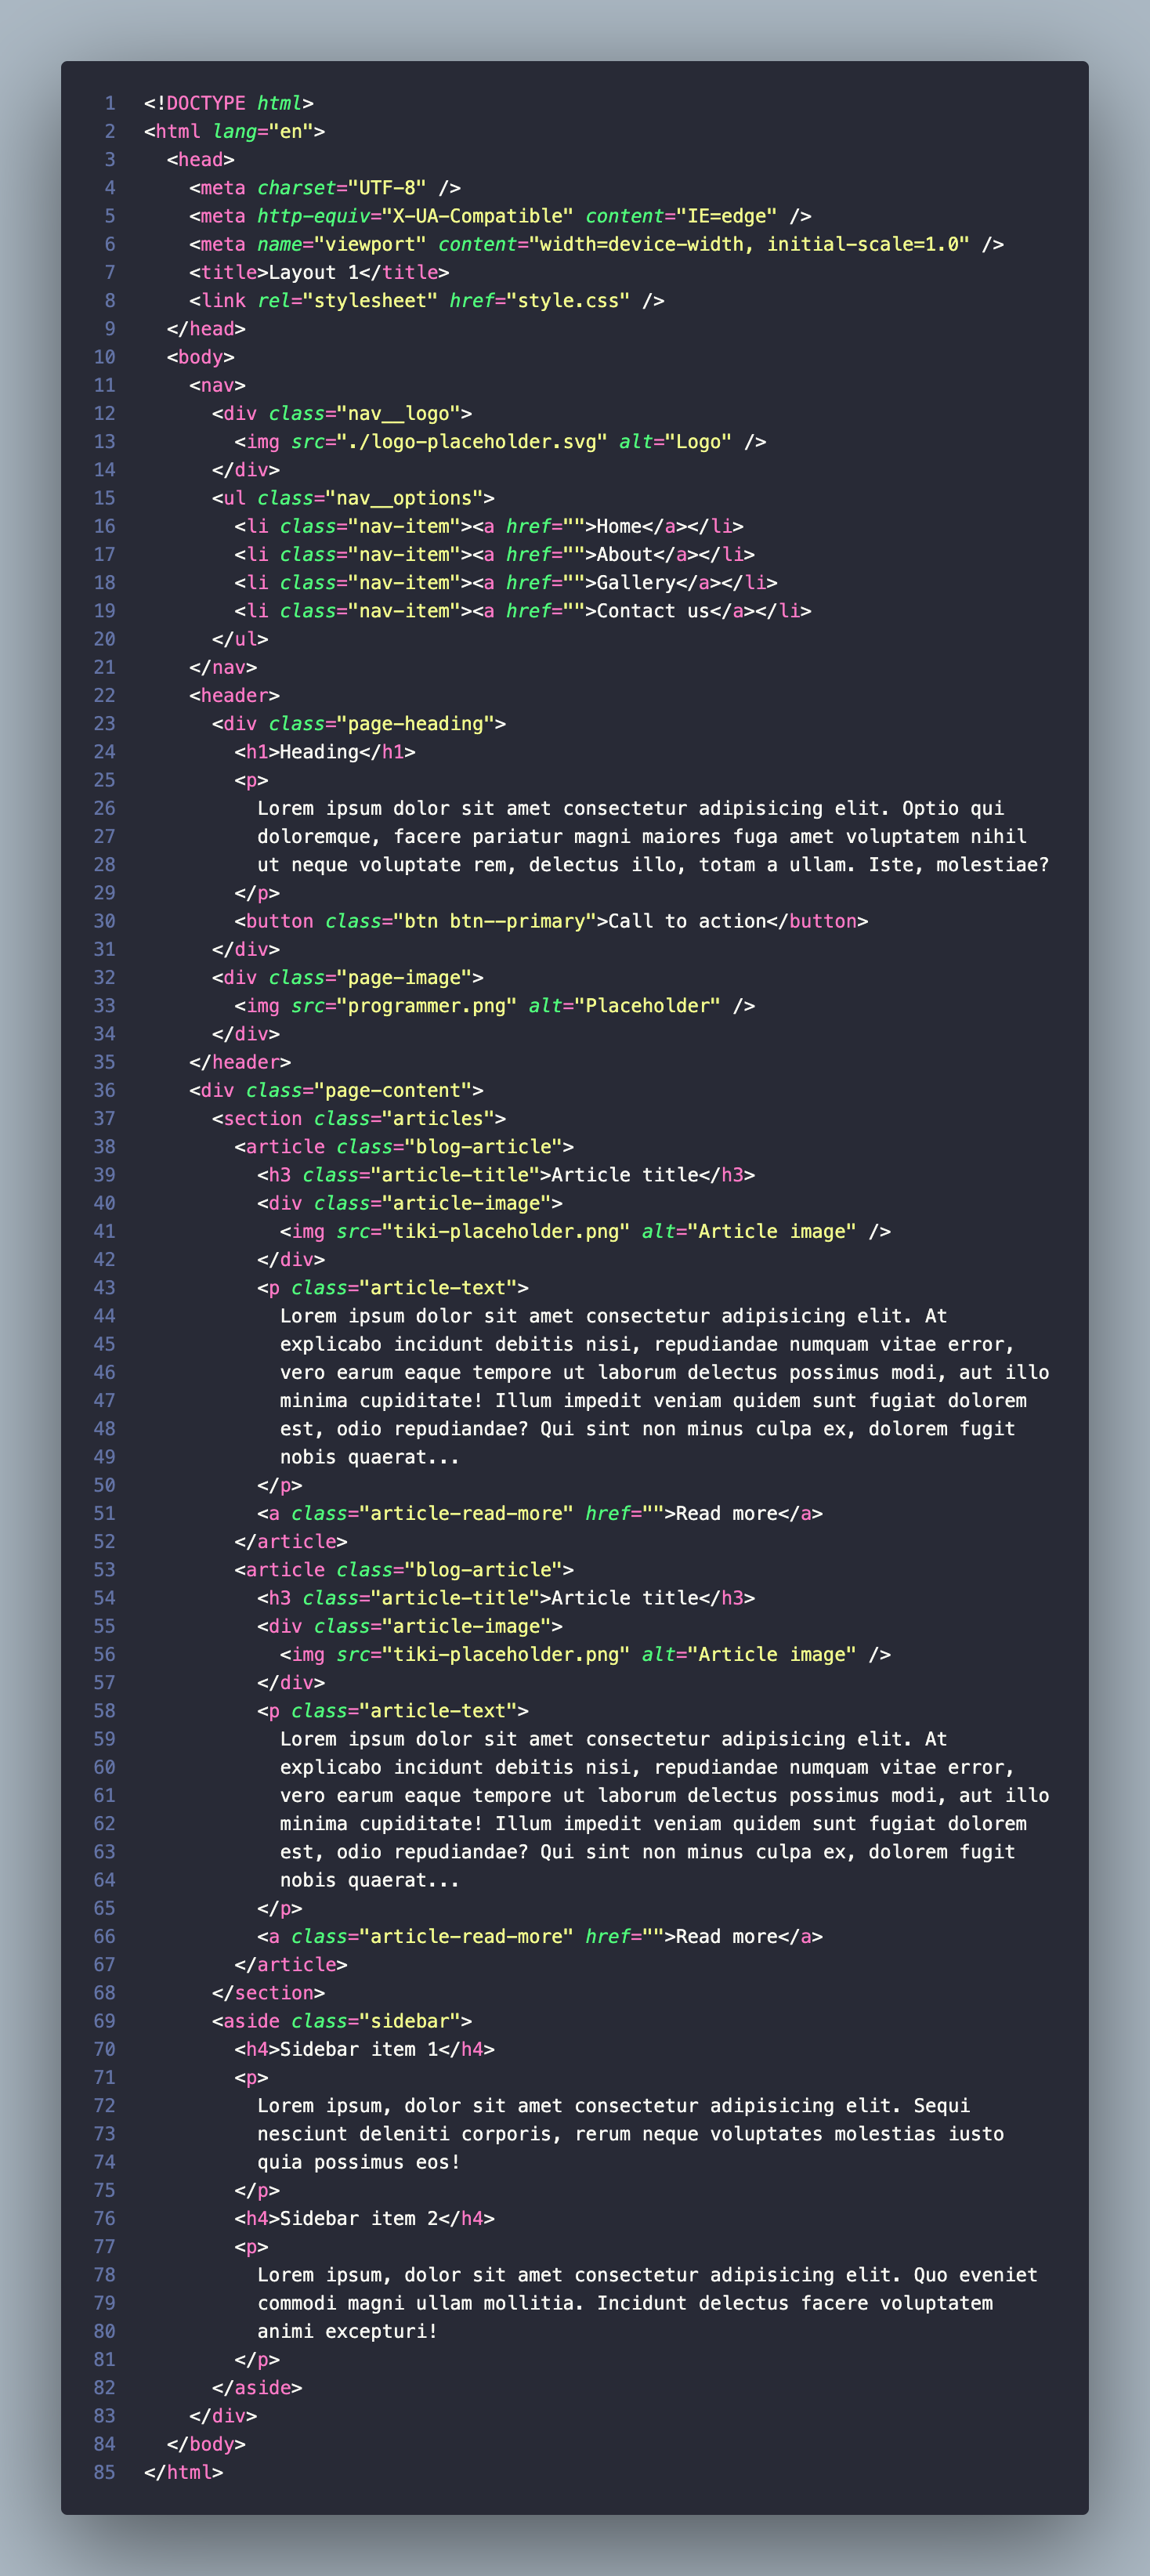 1 <!DOCTYPE html>
2 <html lang="en">
3   <head>
4     <meta charset="UTF-8" />
5     <meta http-equiv="X-UA-Compatible" content="IE=edge" />
6     <meta name="viewport" content="width=device-width, initial-scale=1.0" />
7     <title>Layout 1</title>
8     <link rel="stylesheet" href="style.css" />
9   </head>
10   <body>
11     <nav>
12       <div class="nav__logo">
13         <img src="./logo-placeholder.svg" alt="Logo" />
14       </div>
15       <ul class="nav__options">
16         <li class="nav-item"><a href="">Home</a></li>
17         <li class="nav-item"><a href="">About</a></li>
18         <li class="nav-item"><a href="">Gallery</a></li>
19         <li class="nav-item"><a href="">Contact us</a></li>
20       </ul>
21     </nav>
22     <header>
23       <div class="page-heading">
24         <h1>Heading</h1>
25         <p>
26           Lorem ipsum dolor sit amet consectetur adipisicing elit. Optio qui
27           doloremque, facere pariatur magni maiores fuga amet voluptatem nihil
28           ut neque voluptate rem, delectus illo, totam a ullam. Iste, molestiae?
29         </p>
30         <button class="btn btn--primary">Call to action</button>
31       </div>
32       <div class="page-image">
33         <img src="programmer.png" alt="Placeholder" />
34       </div>
35     </header>
36     <div class="page-content">
37       <section class="articles">
38         <article class="blog-article">
39           <h3 class="article-title">Article title</h3>
40           <div class="article-image">
41             <img src="tiki-placeholder.png" alt="Article image" />
42           </div>
43           <p class="article-text">
44             Lorem ipsum dolor sit amet consectetur adipisicing elit. At
45             explicabo incidunt debitis nisi, repudiandae numquam vitae error,
46             vero earum eaque tempore ut laborum delectus possimus modi, aut illo
47             minima cupiditate! Illum impedit veniam quidem sunt fugiat dolorem
48             est, odio repudiandae? Qui sint non minus culpa ex, dolorem fugit
49             nobis quaerat...
50           </p>
51           <a class="article-read-more" href="">Read more</a>
52         </article>
53         <article class="blog-article">
54           <h3 class="article-title">Article title</h3>
55           <div class="article-image">
56             <img src="tiki-placeholder.png" alt="Article image" />
57           </div>
58           <p class="article-text">
59             Lorem ipsum dolor sit amet consectetur adipisicing elit. At
60             explicabo incidunt debitis nisi, repudiandae numquam vitae error,
61             vero earum eaque tempore ut laborum delectus possimus modi, aut illo
62             minima cupiditate! Illum impedit veniam quidem sunt fugiat dolorem
63             est, odio repudiandae? Qui sint non minus culpa ex, dolorem fugit
64             nobis quaerat...
65           </p>
66           <a class="article-read-more" href="">Read more</a>
67         </article>
68       </section>
69       <aside class="sidebar">
70         <h4>Sidebar item 1</h4>
71         <p>
72           Lorem ipsum, dolor sit amet consectetur adipisicing elit. Sequi
73           nesciunt deleniti corporis, rerum neque voluptates molestias iusto
74           quia possimus eos!
75         </p>
76         <h4>Sidebar item 2</h4>
77         <p>
78           Lorem ipsum, dolor sit amet consectetur adipisicing elit. Quo eveniet
79           commodi magni ullam mollitia. Incidunt delectus facere voluptatem
80           animi excepturi!
81         </p>
82       </aside>
83     </div>
84   </body>
85 </html>